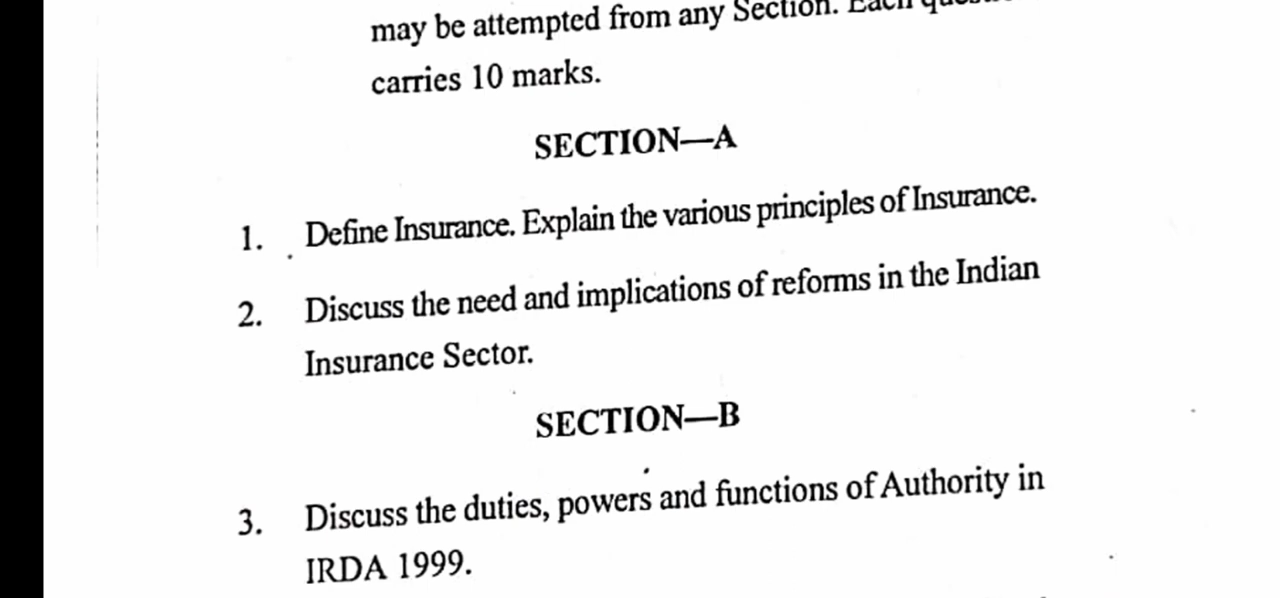 may be attempted from any Section. Each
carries 10 marks.
SECTION—A
1. Define Insurance. Explain the various principles of Insurance.
2. Discuss the need and implications of reforms in the Indian
Insurance Sector.
SECTION—B
3. Discuss the duties, powers and functions of Authority in
IRDA 1999.